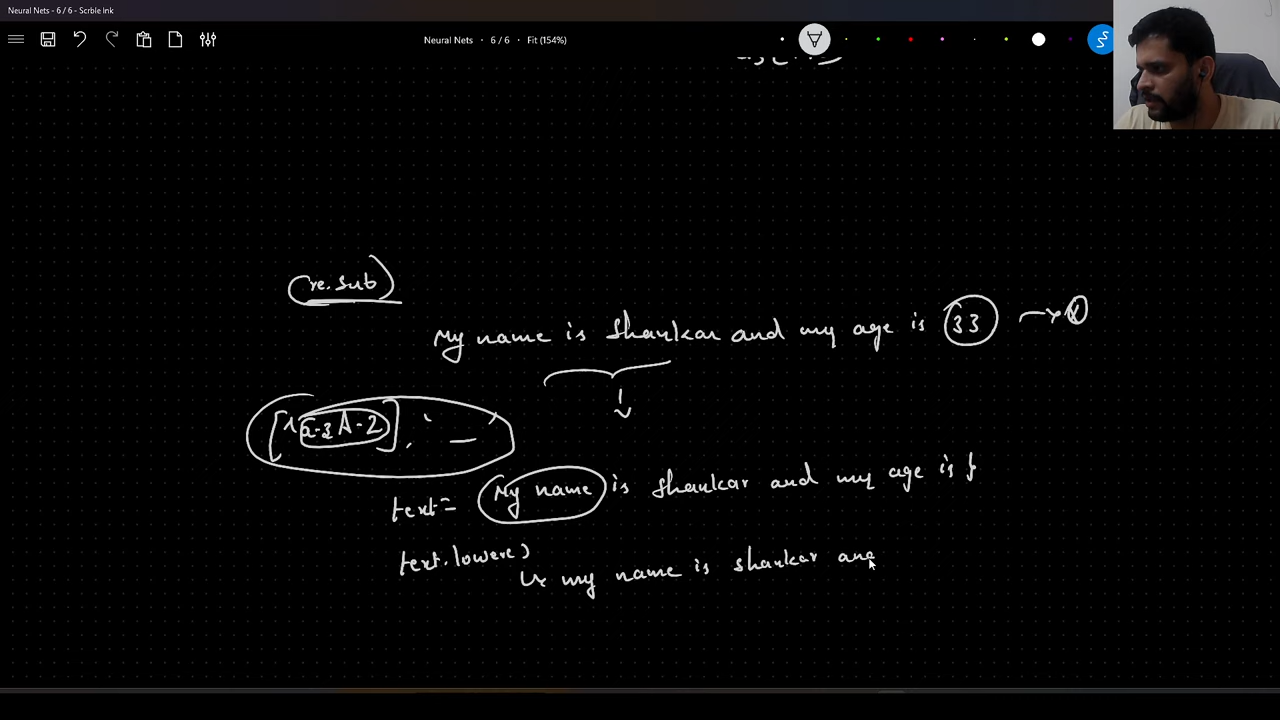 Neural Nets - 6 / 6 - Scrble Ink
Neural Nets • 6 / 6 • Fit (154%)
re.sub
My name is Shankar and my age is 33
[^a-zA-Z], ' _ '
text= My name is shankar and my age is }
text.lower()
my name is shankar and